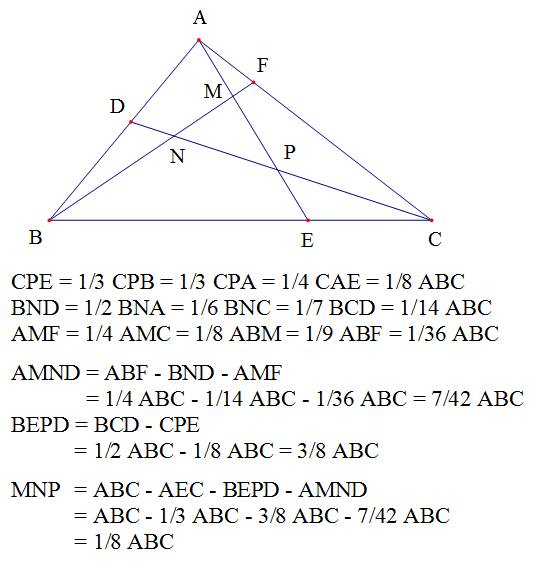 A
F
M
D
N
P
B
E
C
CPE = 1/3 CPB = 1/3 CPA = 1/4 CAE = 1/8 ABC
BND = 1/2 BNA = 1/6 BNC = 1/7 BCD = 1/14 ABC
AMF = 1/4 AMC = 1/8 ABM = 1/9 ABF = 1/36 ABC
AMND = ABF - BND - AMF
= 1/4 ABC - 1/14 ABC - 1/36 ABC = 7/42 ABC
BEPD = BCD - CPE
= 1/2 ABC - 1/8 ABC = 3/8 ABC
MNP = ABC - AEC - BEPD - AMND
= ABC - 1/3 ABC - 3/8 ABC - 7/42 ABC
= 1/8 ABC